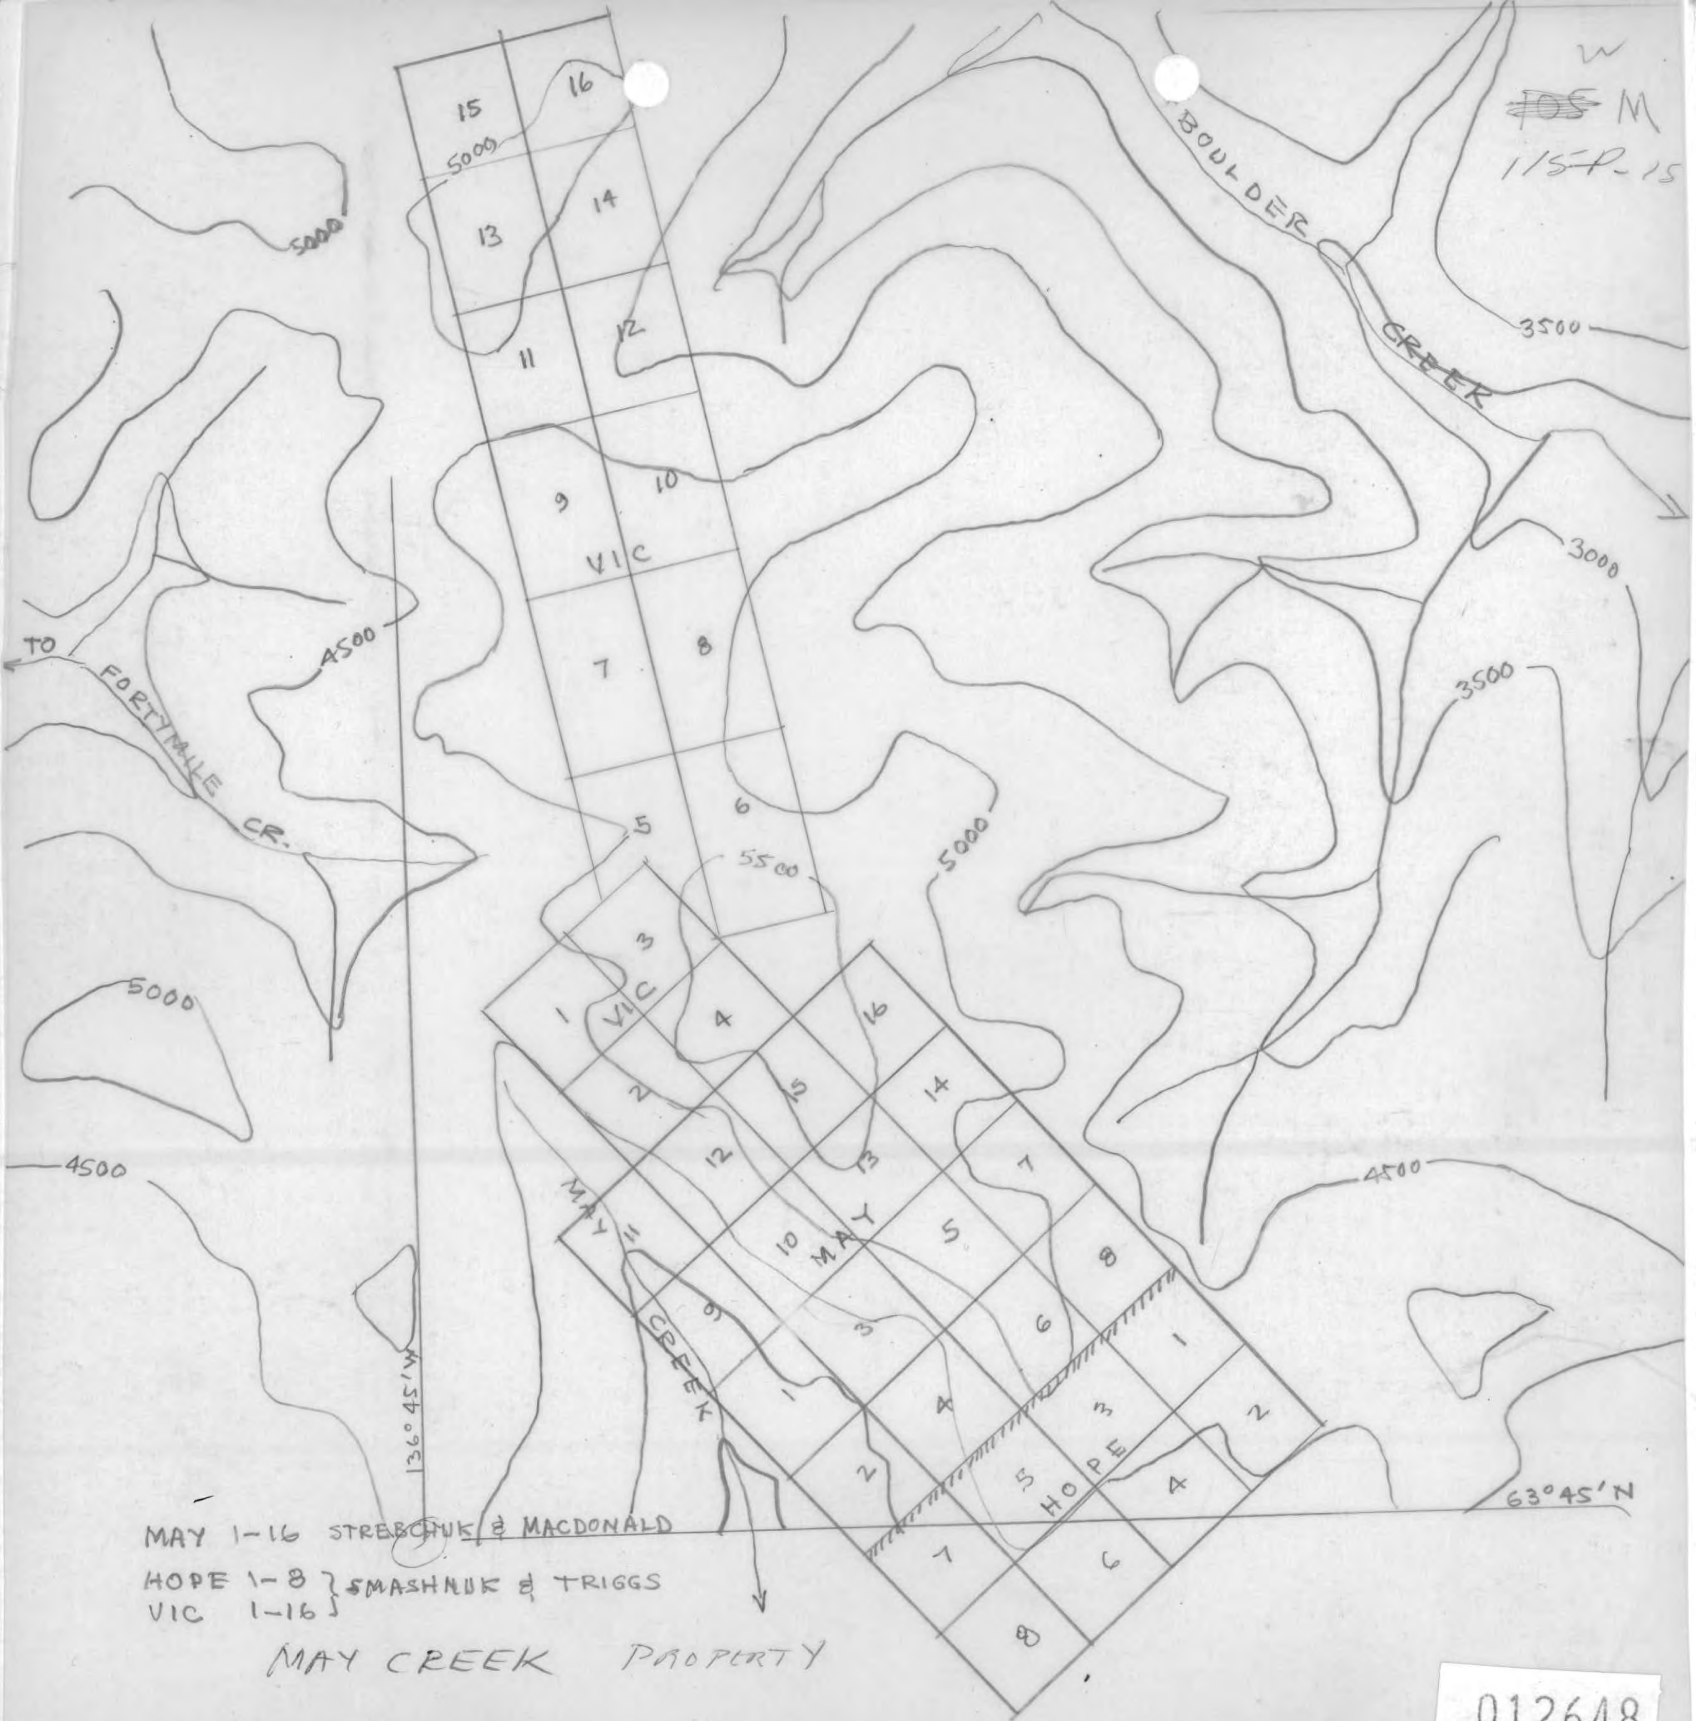 W
105 M
115-P-15
15
16
5000
13
14
BOULDER
5000
CREEK
3500
11
12
9
10
VIC
3000
TO
FORTYMILE
CR.
4500
7
8
3500
5
6
5500
5000
3
VIC
1
4
2
16
15
14
5000
4500
12
13
7
4500
MAY
11
10
MAY
5
8
CREEK
9
3
6
1
136°45'W
1
4
3
2
2
5
HOPE
4
63°45'N
7
6
8
MAY 1-16 STREBCHUK & MACDONALD
HOPE 1-8 } SMASHNUK & TRIGGS
VIC 1-16 }
MAY CREEK PROPERTY
012648